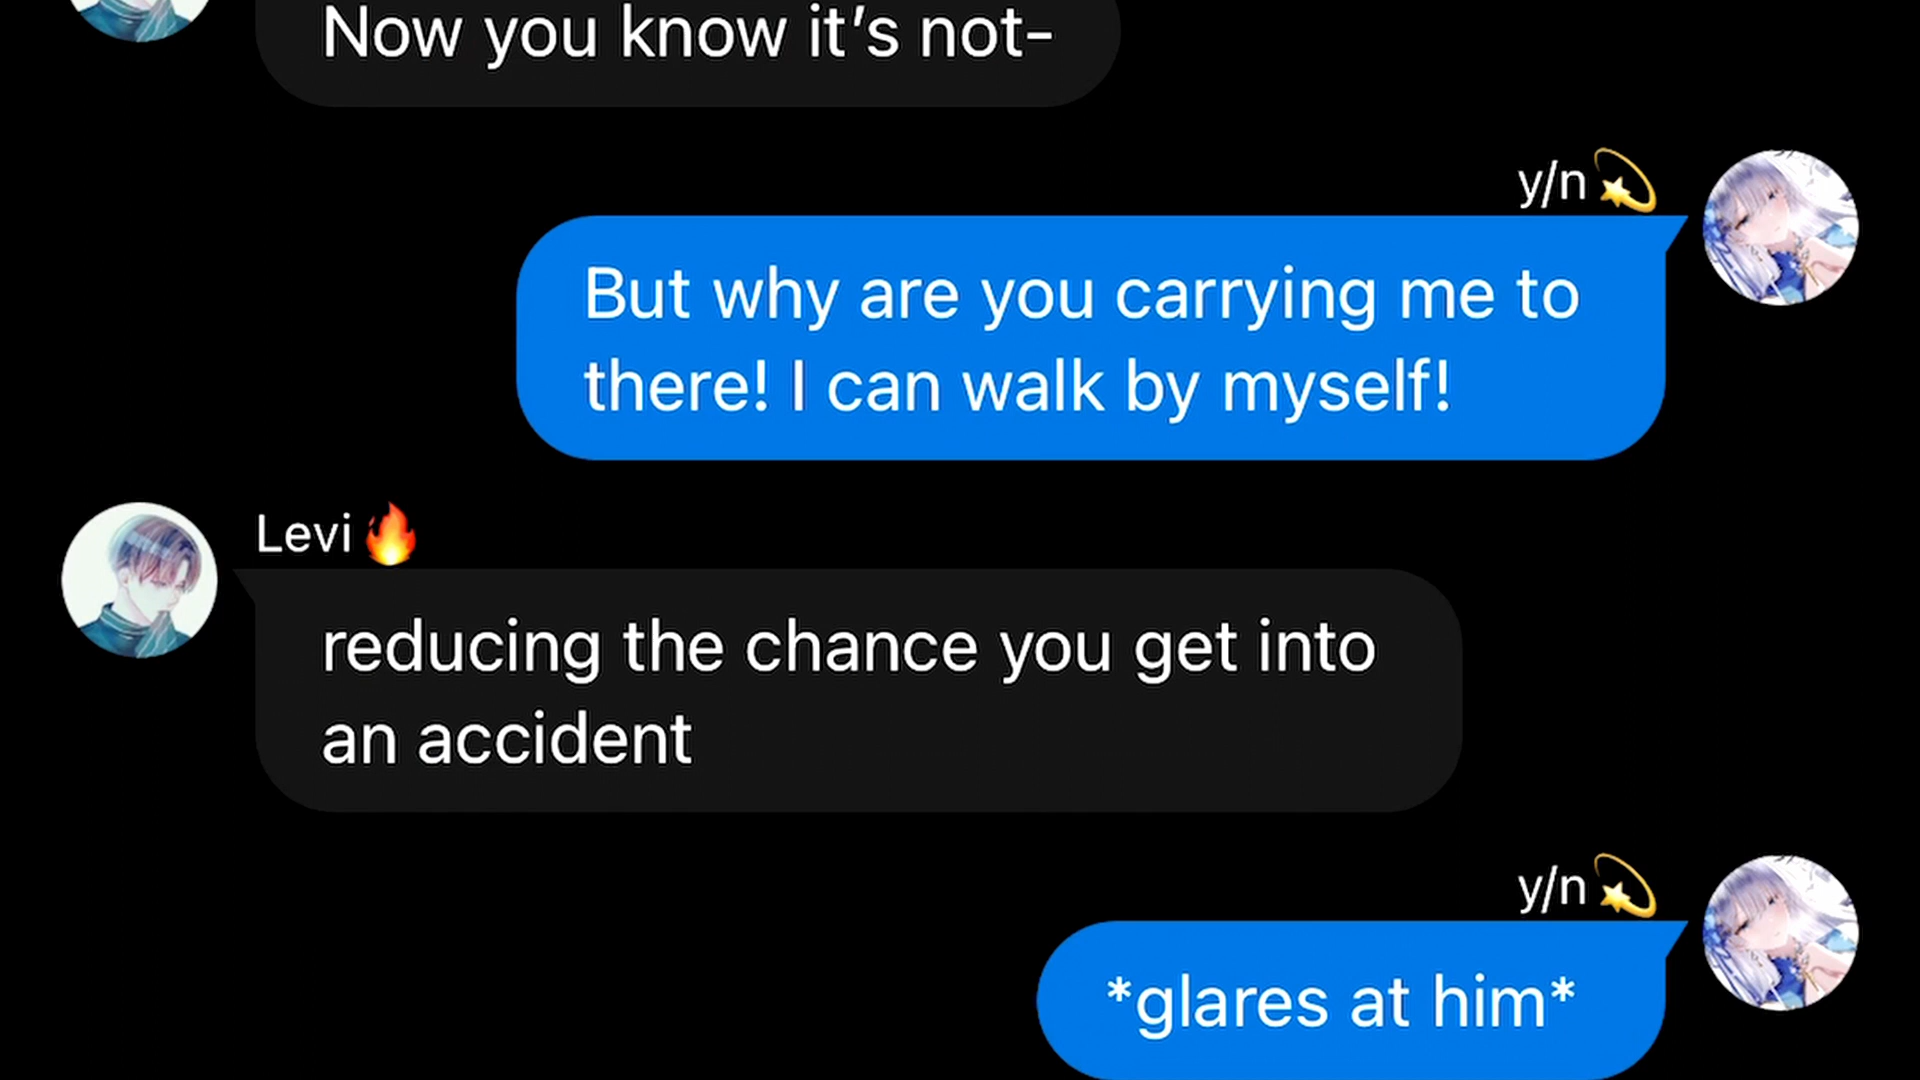 Now you know it’s not-
y/n💫
But why are you carrying me to
there! I can walk by myself!
Levi🔥
reducing the chance you get into
an accident
y/n💫
*glares at him*